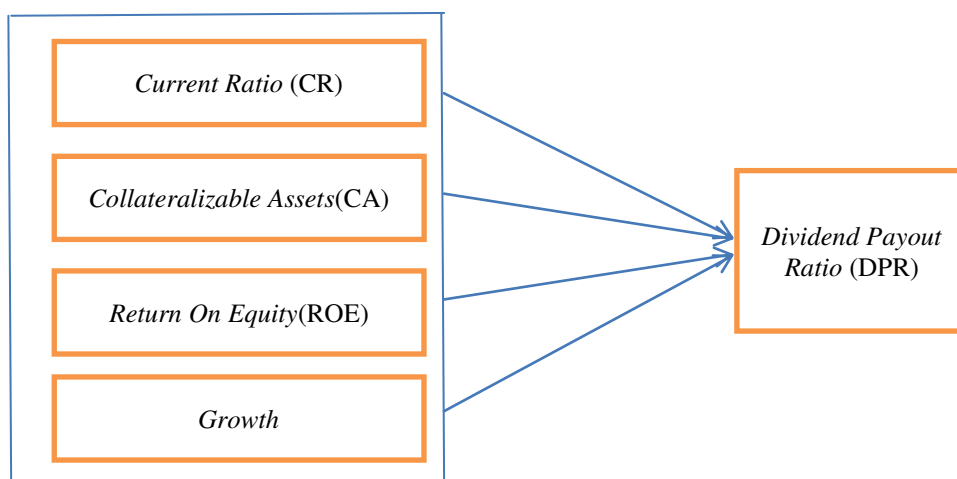 Current Ratio (CR)
Collateralizable Assets(CA)
Return On Equity(ROE)
Growth
Dividend Payout
Ratio (DPR)